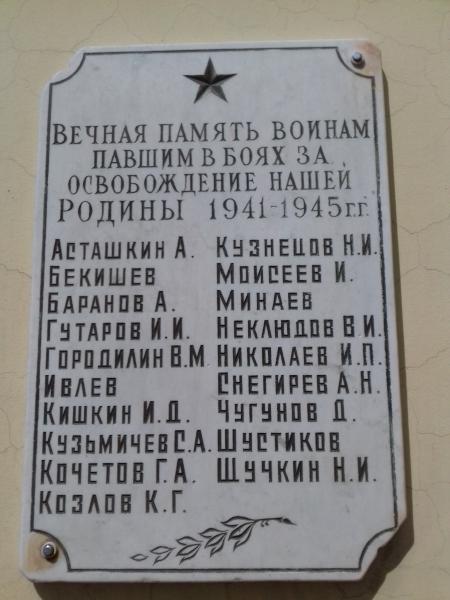 Вечная память воинам
павшим в боях за
освобождение нашей
Родины 1941-1945г.г.
Асташкин А.
Бекишев
Баранов А.
Гутаров И.И.
Городилин В.М
Ивлев
Кишкин И.Д.
Кузьмичев С.А.
Кочетов Г.А.
Козлов К.Г.
Кузнецов Н.И.
Моисеев И.
Минаев
Неклюдов В.И.
Николаев И.П.
Снегирев А.Н.
Чугунов Д.
Шустиков
Щучкин Н.И.